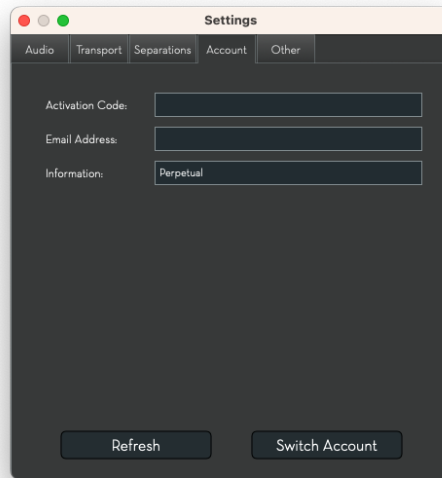 Settings
Audio Transport Separations Account Other
Activation Code:
Email Address:
Information: Perpetual
Refresh Switch Account